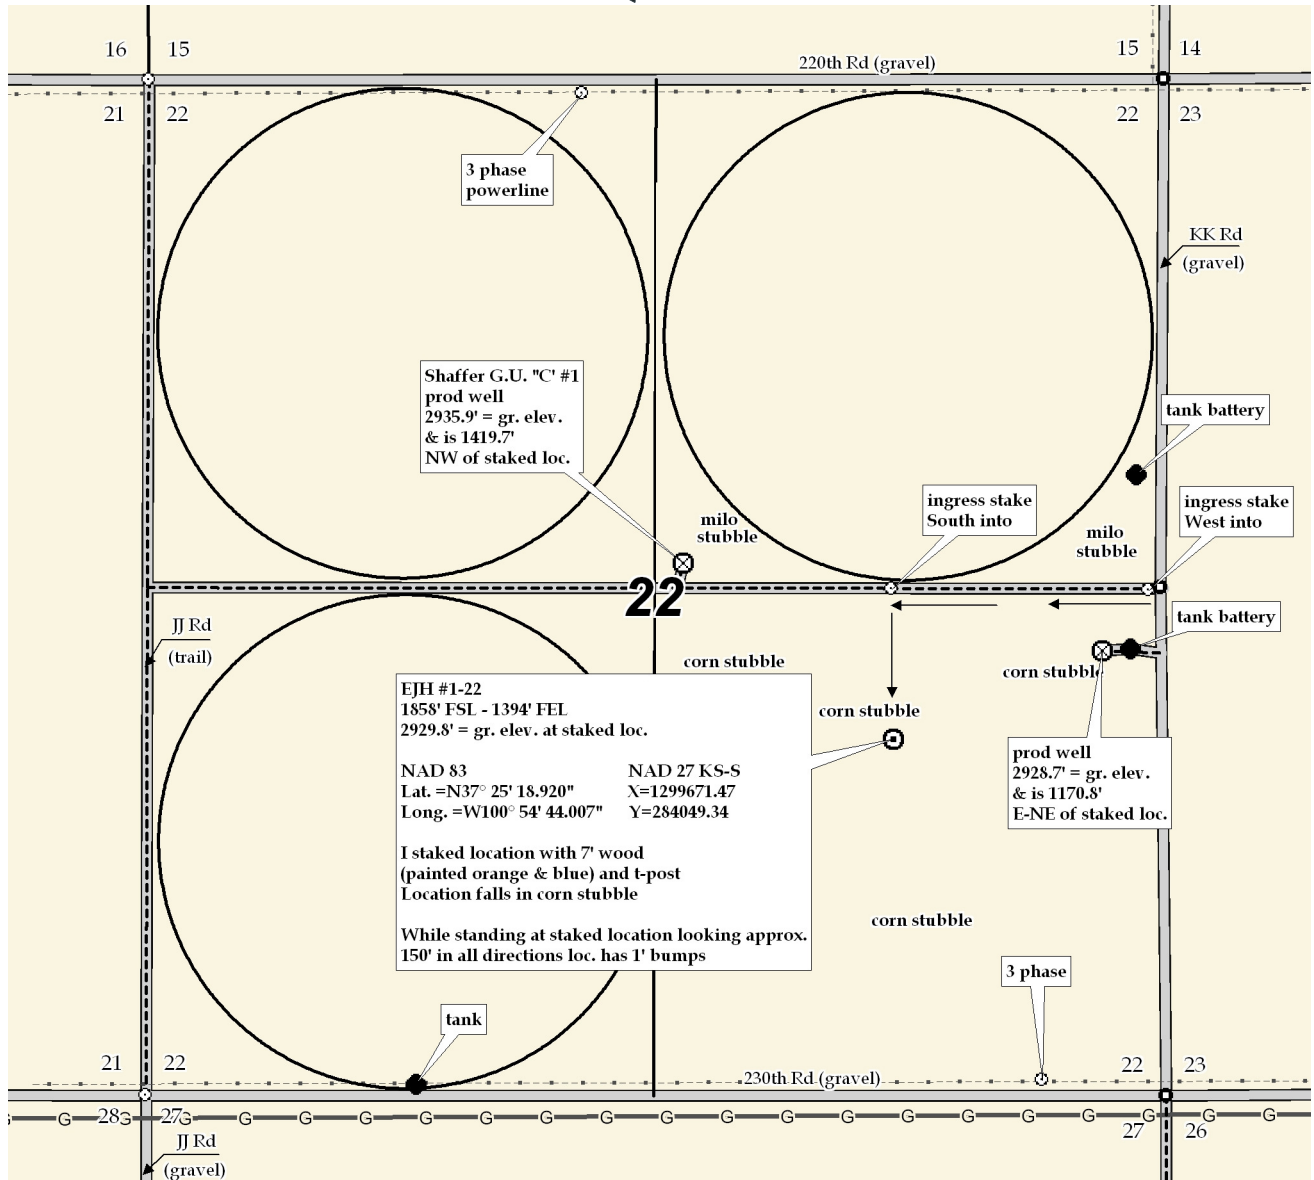 16 15
15 14
220th Rd (gravel)
21 22
22 23
3 phase
powerline
KK Rd
(gravel)
Shaffer G.U. "C' #1
prod well
2935.9' = gr. elev.
& is 1419.7'
NW of staked loc.
tank battery
ingress stake
South into
ingress stake
West into
milo
stubble
milo
stubble
22
JJ Rd
(trail)
tank battery
corn stubble
corn stubble
EJH #1-22
1858' FSL - 1394' FEL
2929.8' = gr. elev. at staked loc.
NAD 83 NAD 27 KS-S
Lat. =N37° 25' 18.920" X=1299671.47
Long. =W100° 54' 44.007" Y=284049.34
I staked location with 7' wood
(painted orange & blue) and t-post
Location falls in corn stubble
While standing at staked location looking approx.
150' in all directions loc. has 1' bumps
corn stubble
prod well
2928.7' = gr. elev.
& is 1170.8'
E-NE of staked loc.
corn stubble
3 phase
tank
21 22
22 23
230th Rd (gravel)
28 27
G G G G G G G G G G G G G G G G G G G G G
27 26
JJ Rd
(gravel)